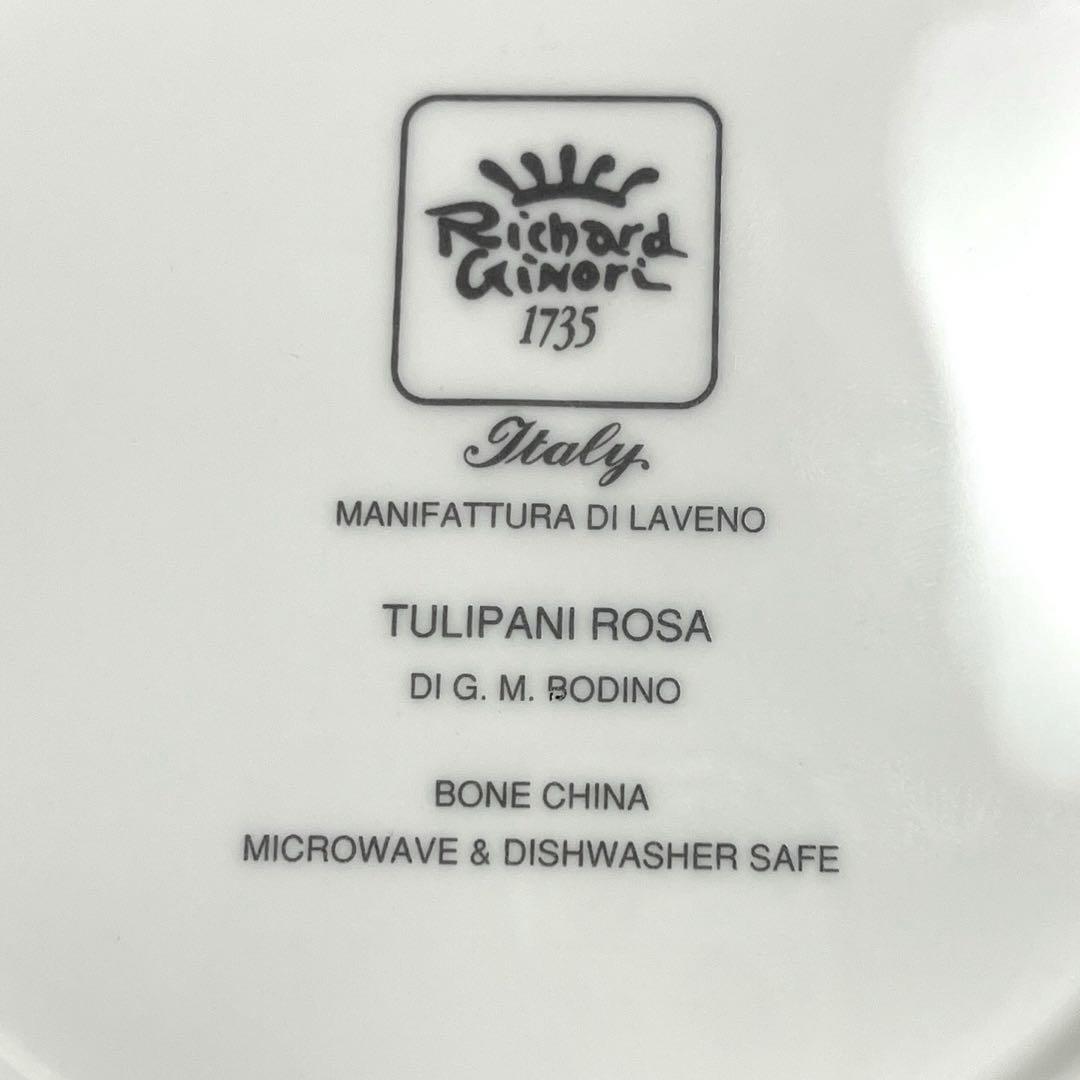 Richard
Ginori
1735
Italy
MANIFATTURA DI LAVENO
TULIPANI ROSA
DI G. M. BODINO
BONE CHINA
MICROWAVE & DISHWASHER SAFE